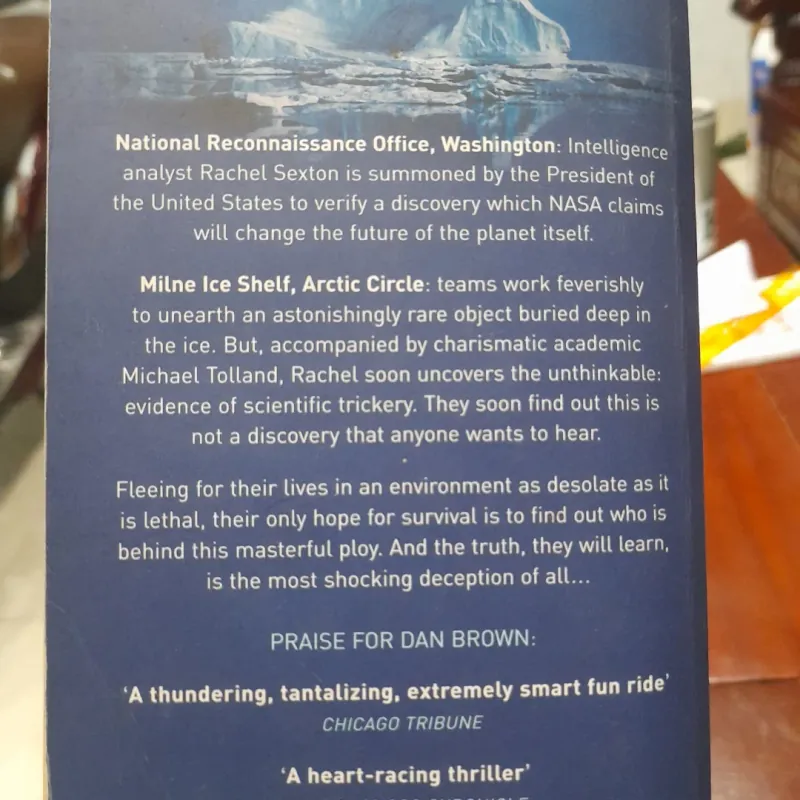 National Reconnaissance Office, Washington: Intelligence
analyst Rachel Sexton is summoned by the President of
the United States to verify a discovery which NASA claims
will change the future of the planet itself.
Milne Ice Shelf, Arctic Circle: teams work feverishly
to unearth an astonishingly rare object buried deep in
the ice. But, accompanied by charismatic academic
Michael Tolland, Rachel soon uncovers the unthinkable:
evidence of scientific trickery. They soon find out this is
not a discovery that anyone wants to hear.
Fleeing for their lives in an environment as desolate as it
is lethal, their only hope for survival is to find out who is
behind this masterful ploy. And the truth, they will learn,
is the most shocking deception of all...
PRAISE FOR DAN BROWN:
'A thundering, tantalizing, extremely smart fun ride'
CHICAGO TRIBUNE
'A heart-racing thriller'